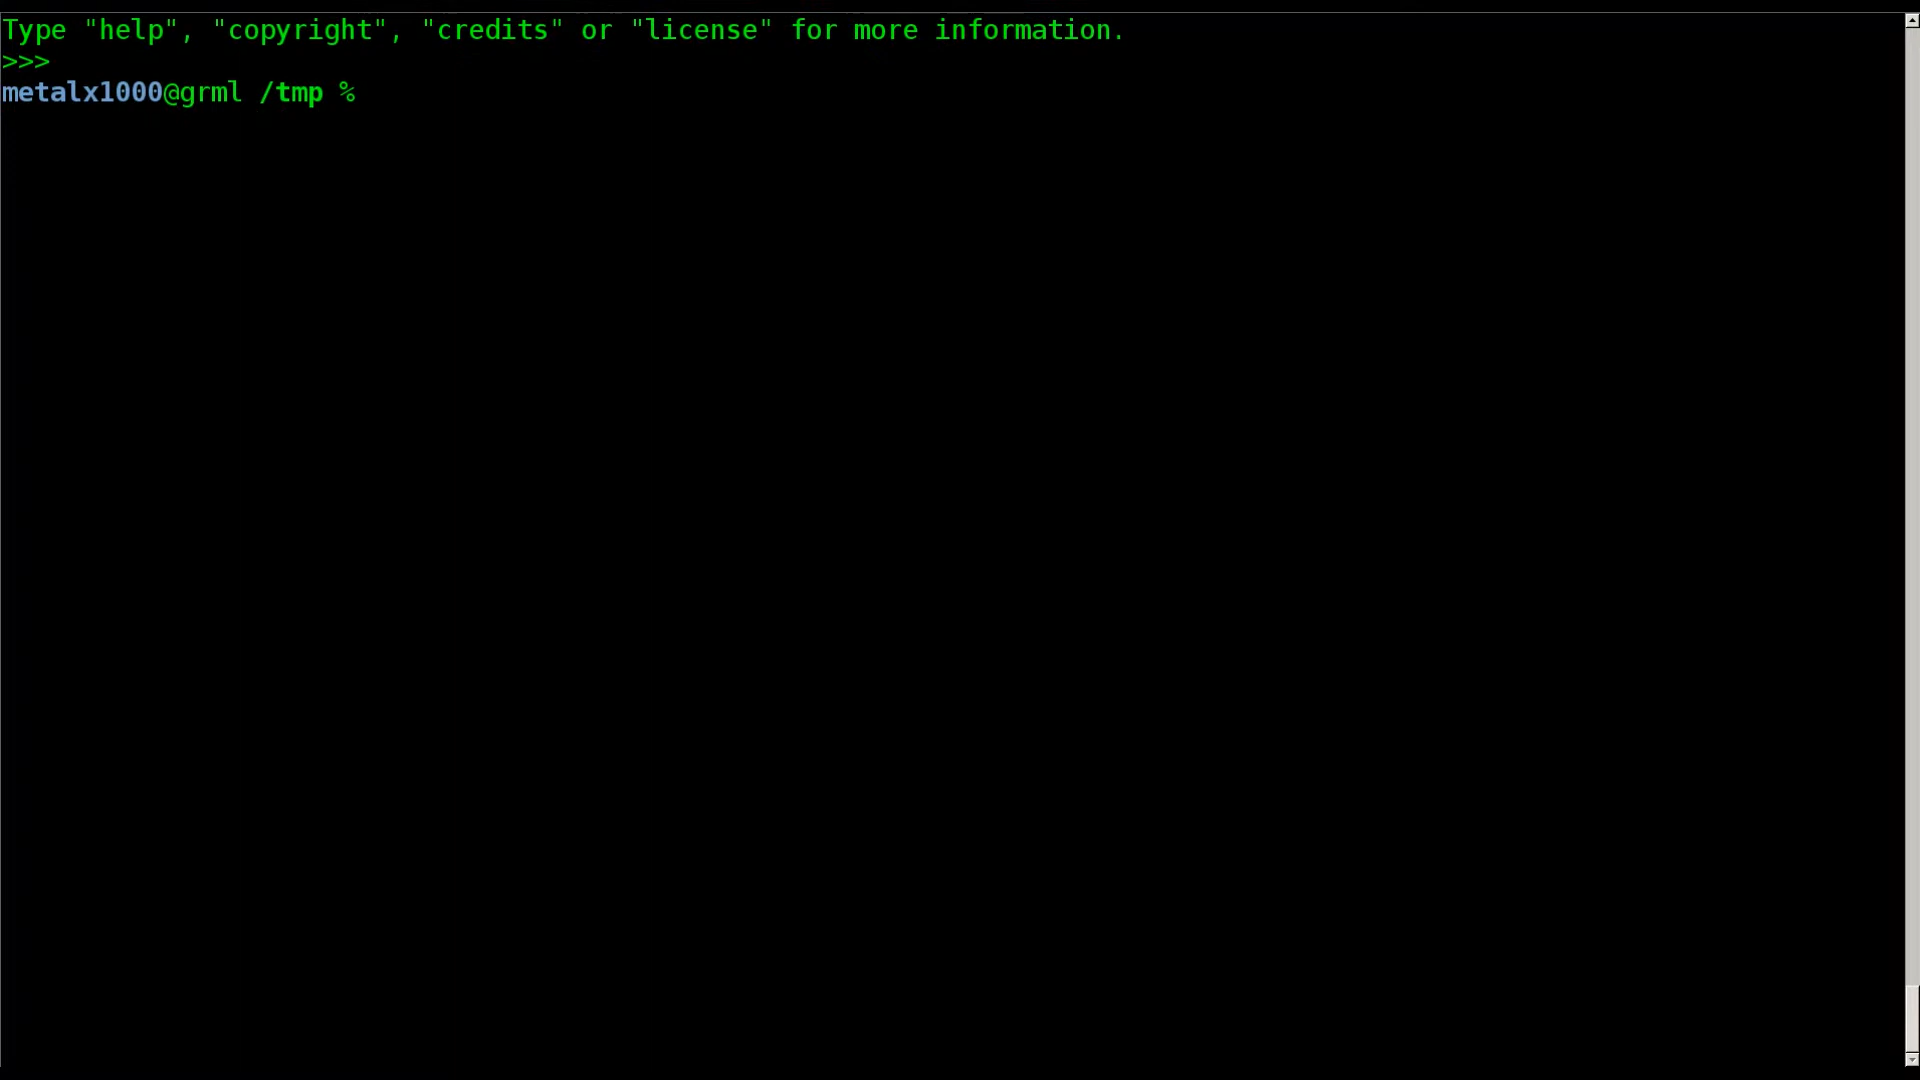 Type "help", "copyright", "credits" or "license" for more information.
>>>
metalx1000@grml /tmp %